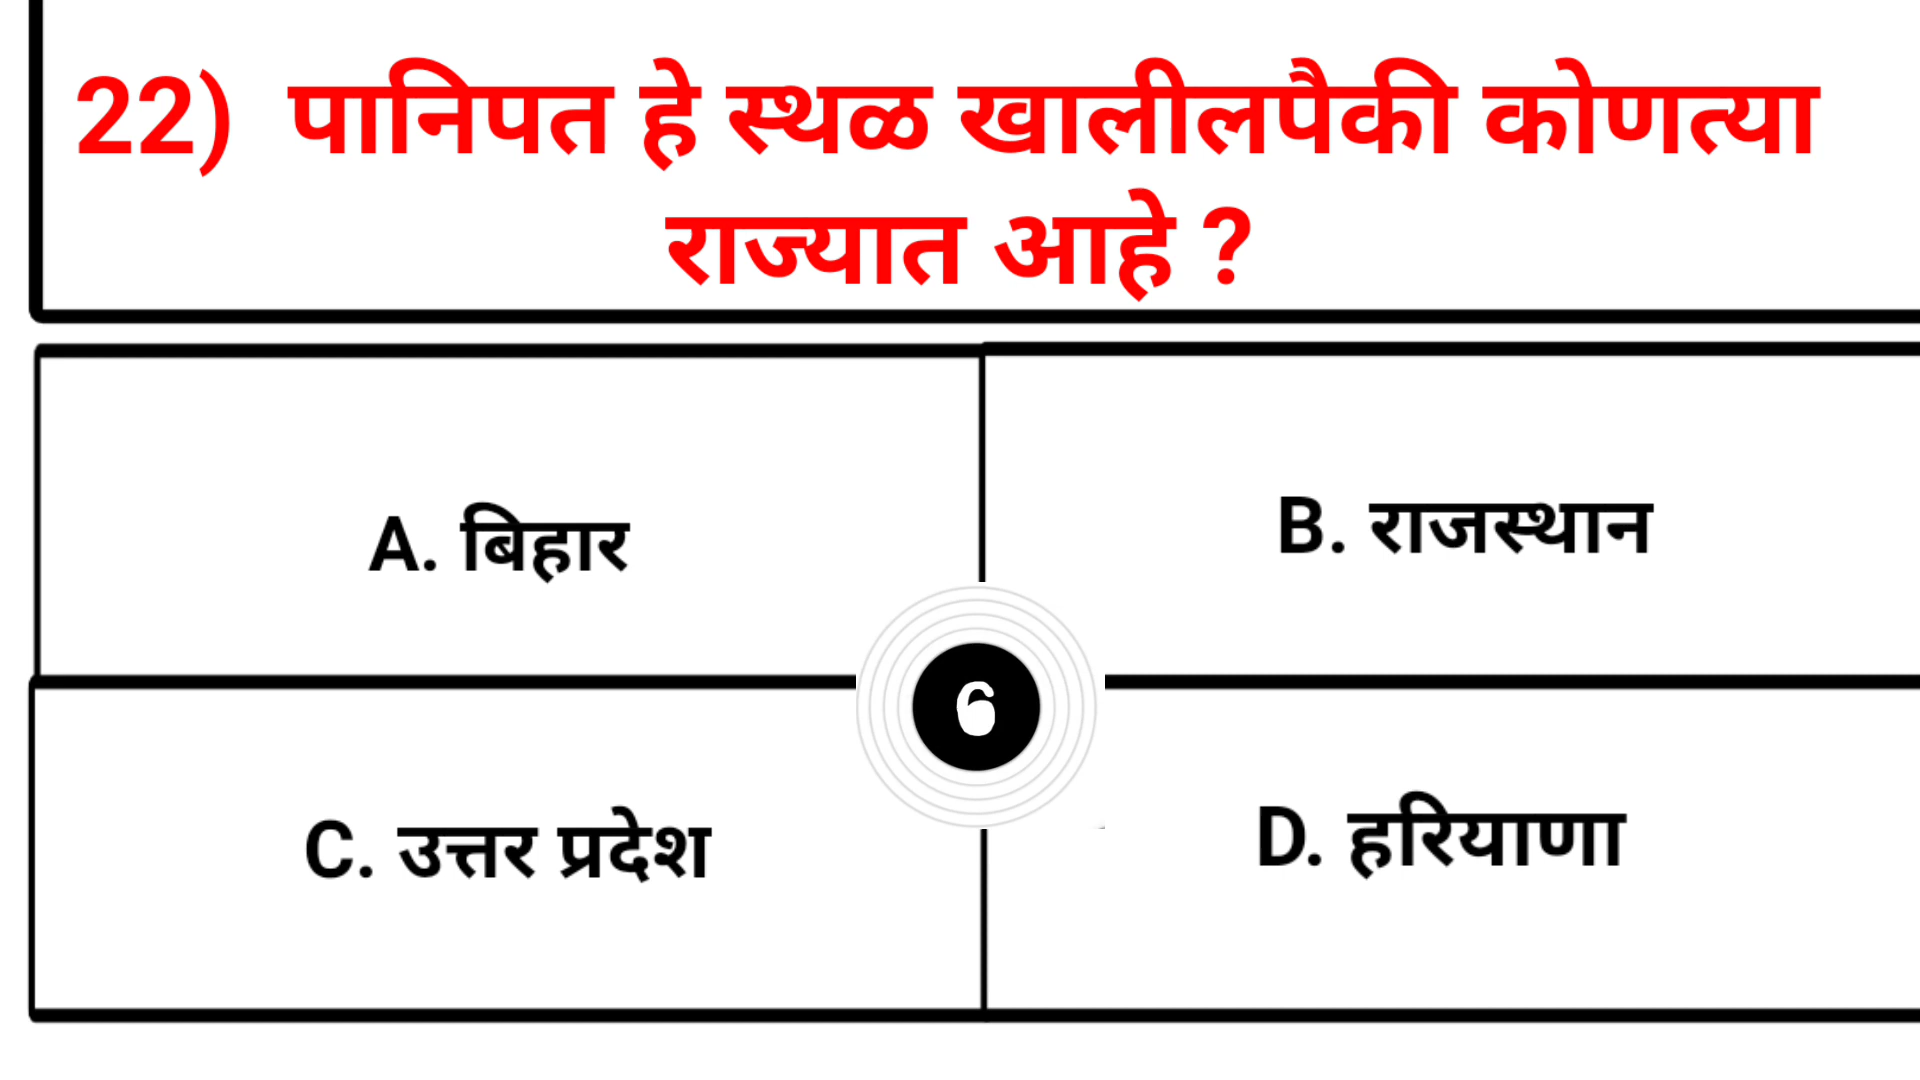 22) पानिपत हे स्थळ खालीलपैकी कोणत्या
राज्यात आहे ?
A. बिहार
B. राजस्थान
6
C. उत्तर प्रदेश
D. हरियाणा